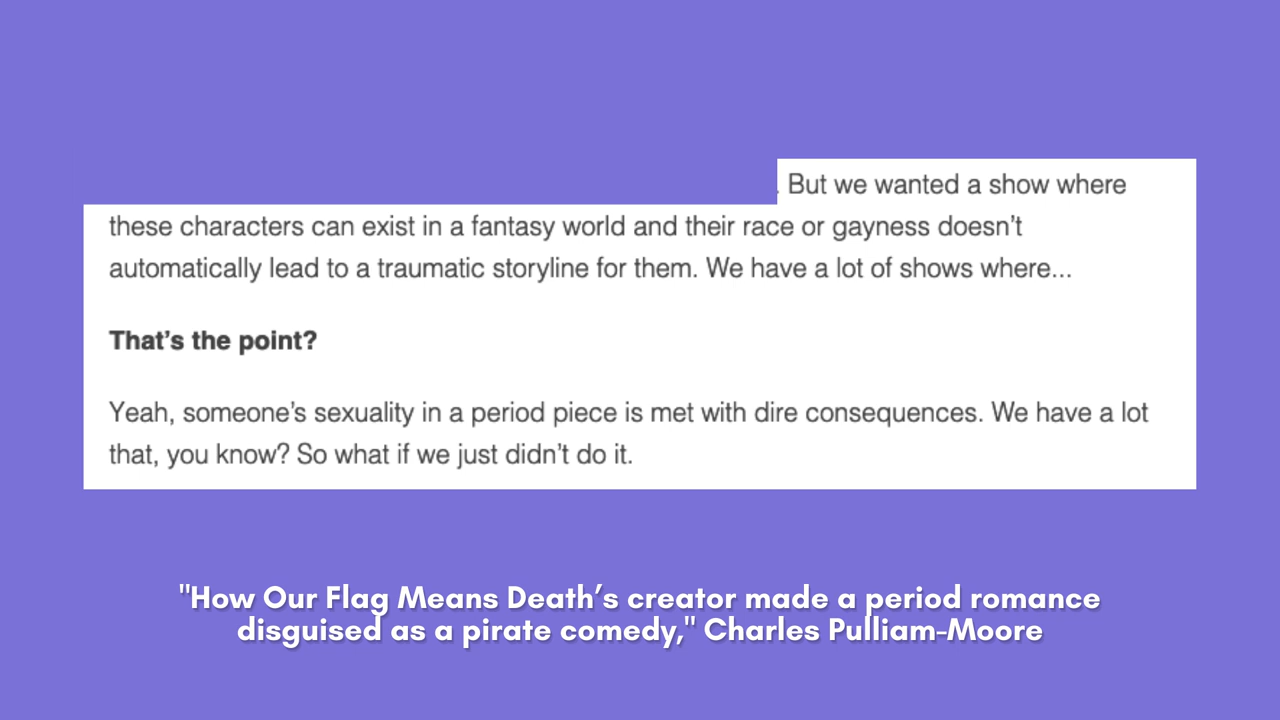 . But we wanted a show where
these characters can exist in a fantasy world and their race or gayness doesn’t
automatically lead to a traumatic storyline for them. We have a lot of shows where...
That’s the point?
Yeah, someone’s sexuality in a period piece is met with dire consequences. We have a lot
that, you know? So what if we just didn’t do it.
"How Our Flag Means Death’s creator made a period romance
disguised as a pirate comedy," Charles Pulliam-Moore